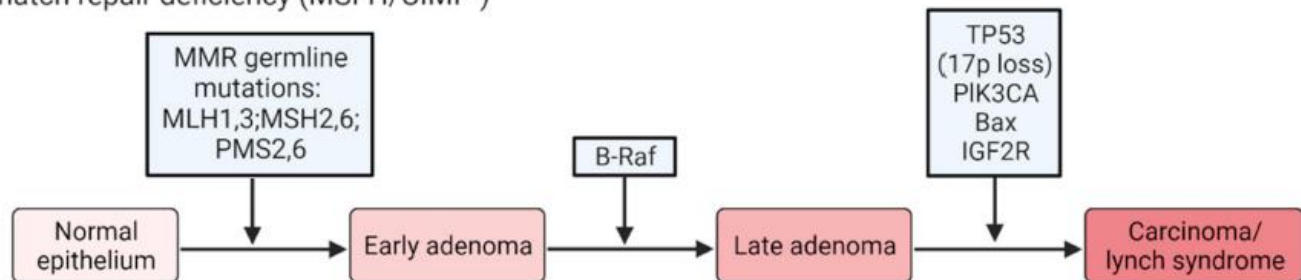 MMR germline
mutations:
MLH1,3;MSH2,6;
PMS2,6
B-Raf
TP53
(17p loss)
PIK3CA
Bax
IGF2R
Normal
epithelium
Early adenoma
Late adenoma
Carcinoma/
lynch syndrome